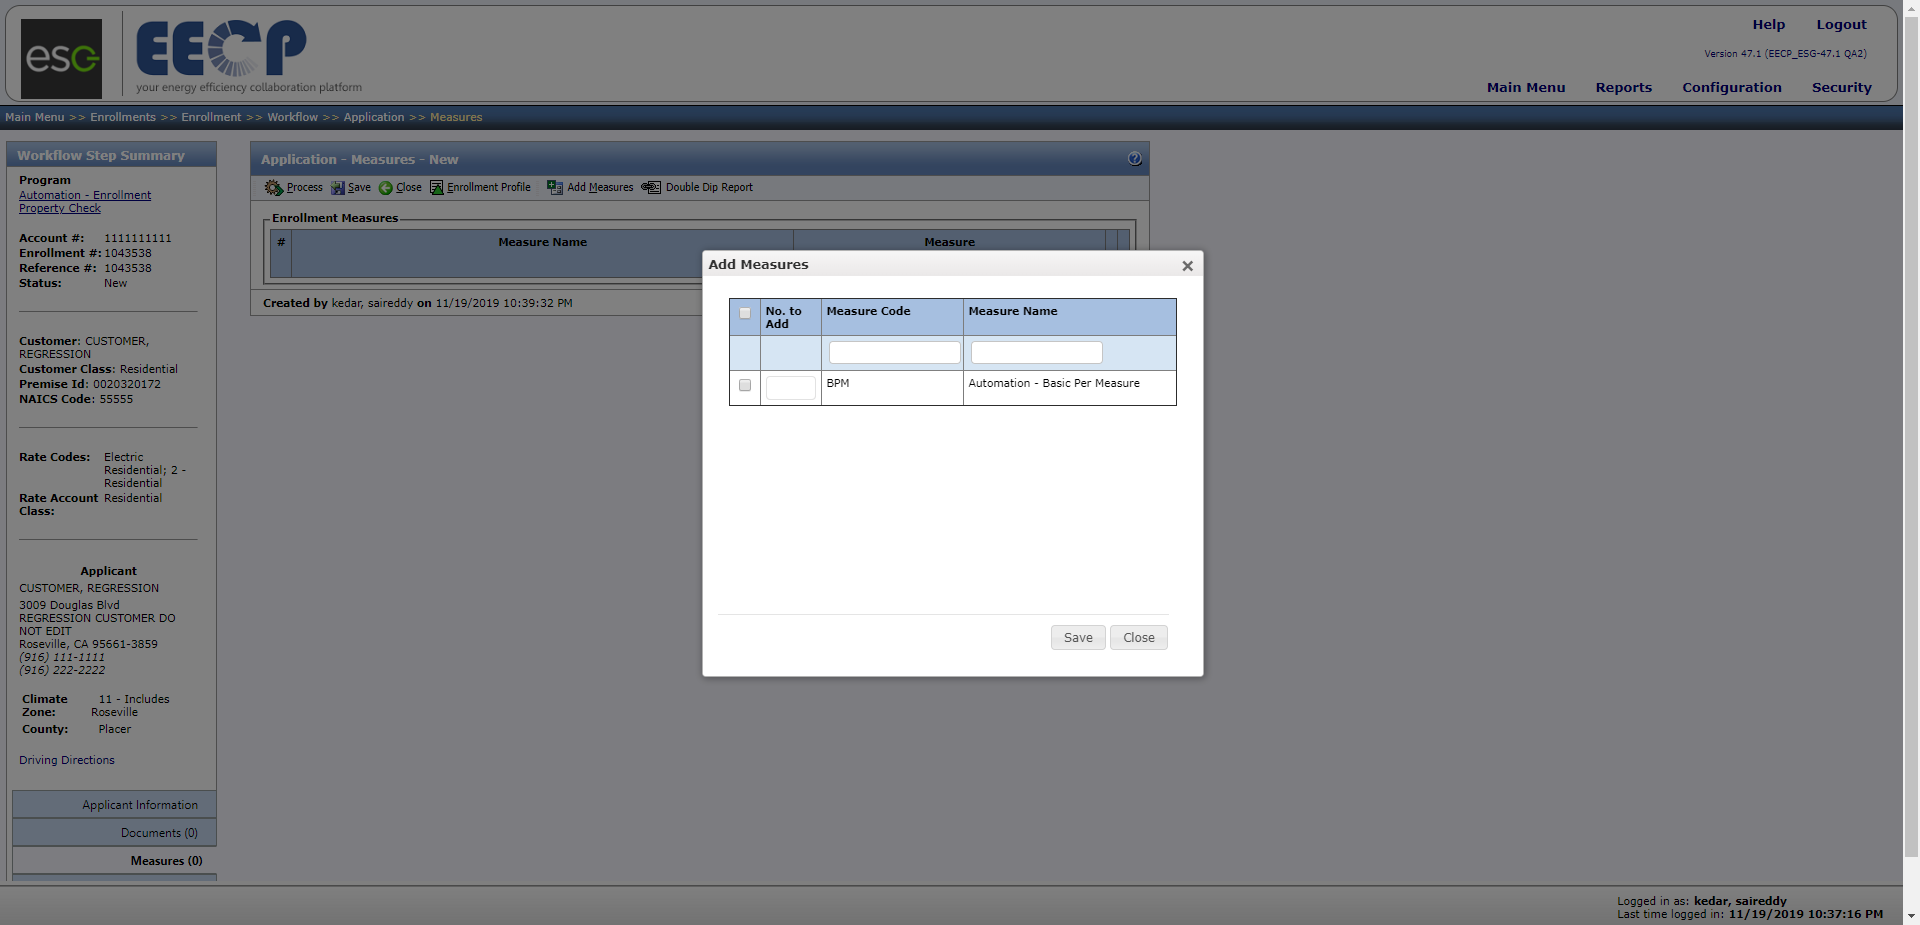 esg
EECP
your energy efficiency collaboration platform
Help Logout
Version 47.1 (EECP_ESG-47.1 QA2)
Main Menu Reports Configuration Security
Main Menu >> Enrollments >> Enrollment >> Workflow >> Application >> Measures
Workflow Step Summary
Program
Automation - Enrollment
Property Check
Account #: 1111111111
Enrollment #: 1043538
Reference #: 1043538
Status: New
Customer: CUSTOMER,
REGRESSION
Customer Class: Residential
Premise Id: 0020320172
NAICS Code: 55555
Rate Codes: Electric
Residential; 2 -
Residential
Rate Account Residential
Class:
Applicant
CUSTOMER, REGRESSION
3009 Douglas Blvd
REGRESSION CUSTOMER DO
NOT EDIT
Roseville, CA 95661-3859
(916) 111-1111
(916) 222-2222
Climate 11 - Includes
Zone: Roseville
County: Placer
Driving Directions
Applicant Information
Documents (0)
Measures (0)
Application - Measures - New
Process Save Close Enrollment Profile Add Measures Double Dip Report
Enrollment Measures
# Measure Name Measure
Created by kedar, saireddy on 11/19/2019 10:39:32 PM
Add Measures
No. to Measure Code Measure Name
Add
BPM Automation - Basic Per Measure
Save Close
Logged in as: kedar, saireddy
Last time logged in: 11/19/2019 10:37:16 PM